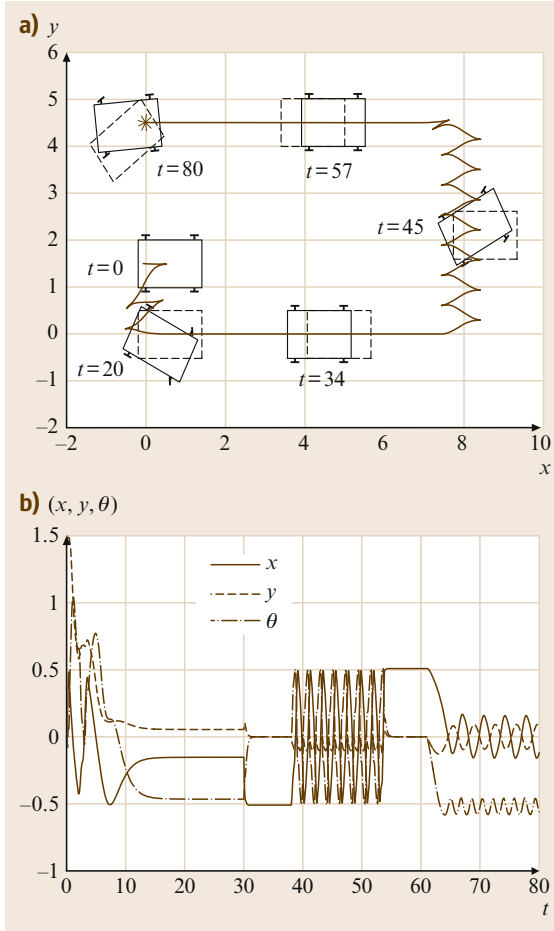 a) y
6
5
4
3
2
1
0
–1
–2
–2 0 2 4 6 8 10
x
t=80
t=57
t=45
t=0
t=20
t=34
b) (x, y, θ)
1.5
1
0.5
0
–0.5
–1
x
y
θ
0 10 20 30 40 50 60 70 80
t